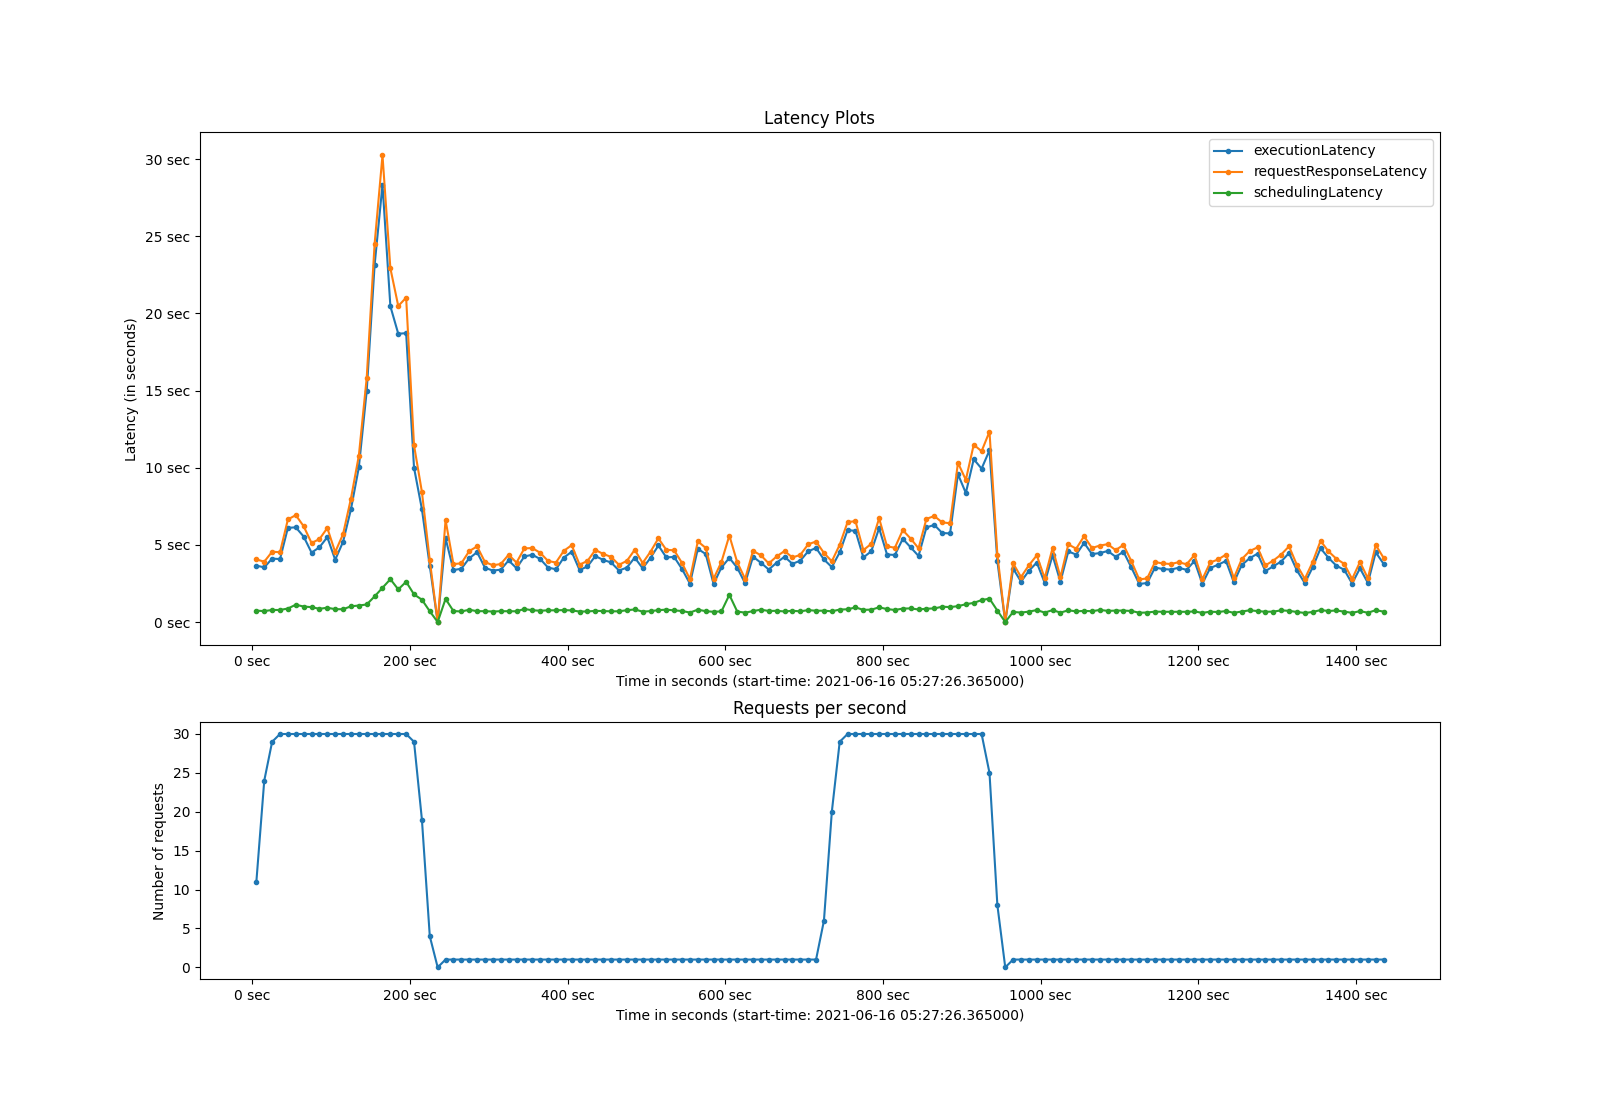 Latency Plots
executionLatency
requestResponseLatency
schedulingLatency
Latency (in seconds)
30 sec
25 sec
20 sec
15 sec
10 sec
5 sec
0 sec
0 sec 200 sec 400 sec 600 sec 800 sec 1000 sec 1200 sec 1400 sec
Time in seconds (start-time: 2021-06-16 05:27:26.365000)
Requests per second
Number of requests
30
25
20
15
10
5
0
0 sec 200 sec 400 sec 600 sec 800 sec 1000 sec 1200 sec 1400 sec
Time in seconds (start-time: 2021-06-16 05:27:26.365000)